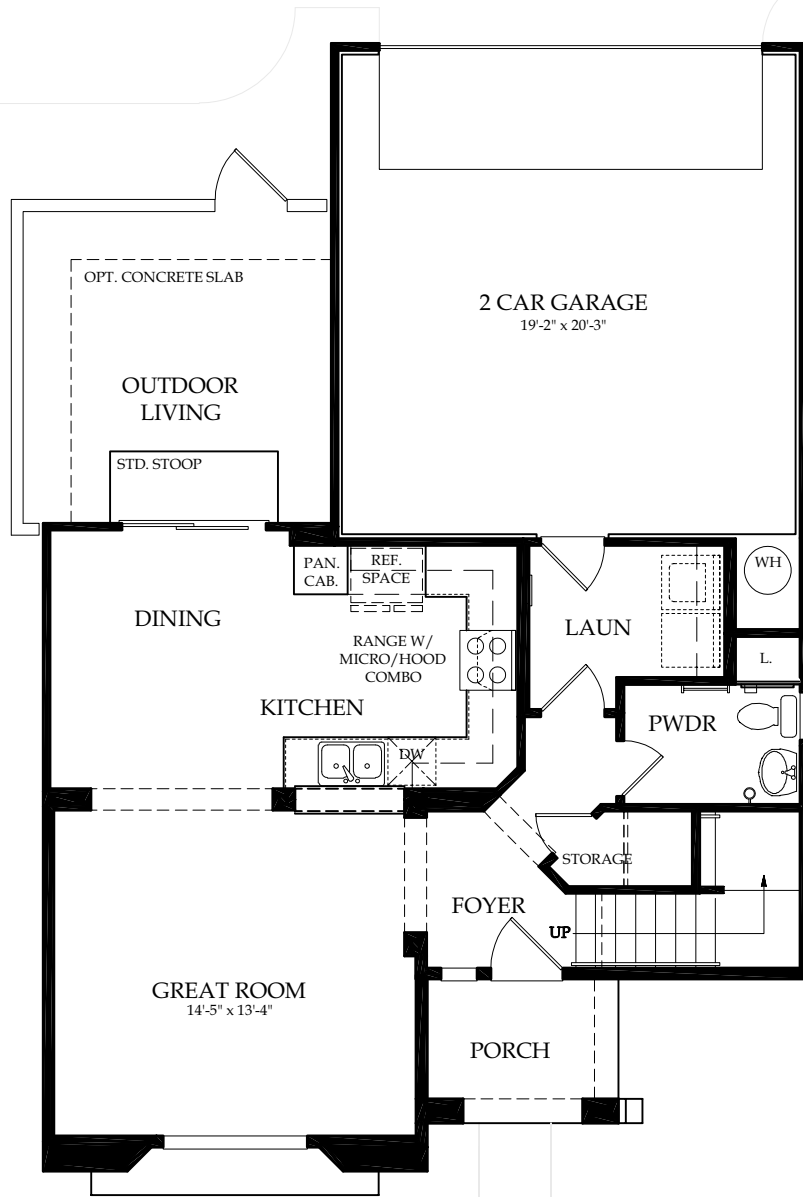 OPT. CONCRETE SLAB
2 CAR GARAGE
19'-2" x 20'-3"
OUTDOOR
LIVING
STD. STOOP
PAN.
CAB.
REF.
SPACE
WH
DINING
LAUN
RANGE W/
MICRO/HOOD
COMBO
L.
KITCHEN
PWDR
DW
STORAGE
FOYER
UP
GREAT ROOM
14'-5" x 13'-4"
PORCH